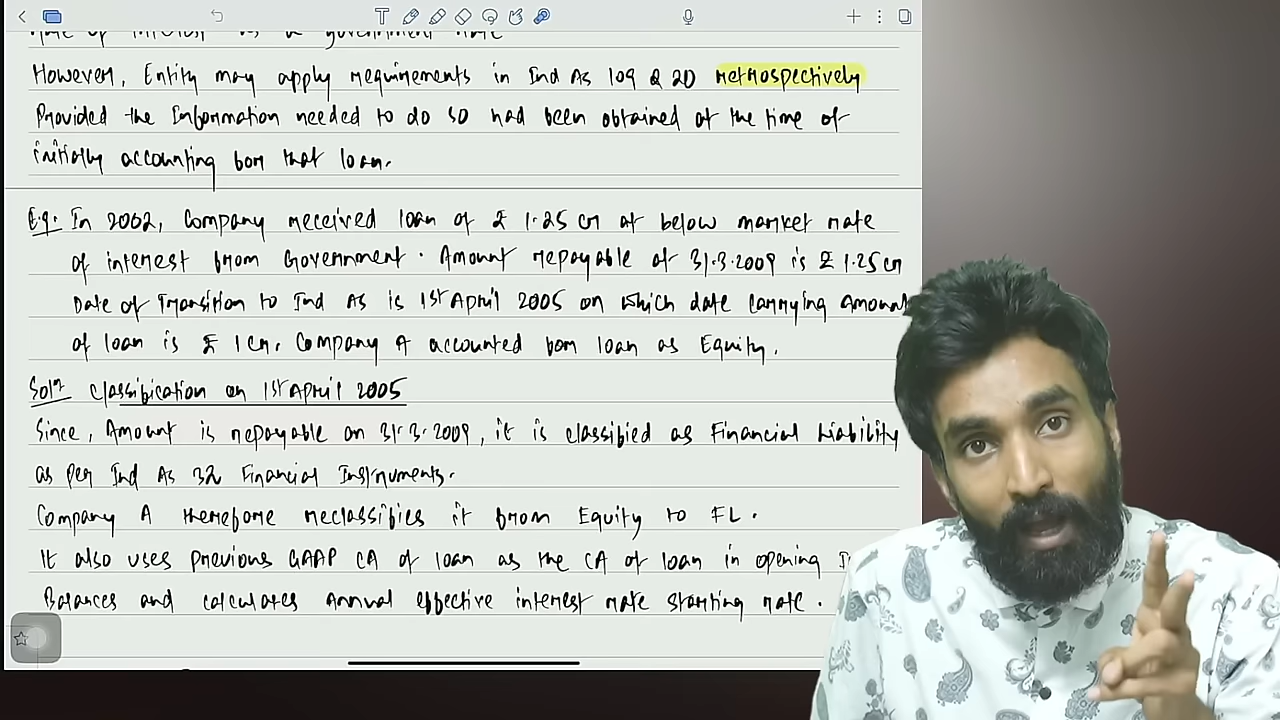 Rate of Interest as a government rate
However, Entity may apply requirements in Ind As 109 & 20 retrospectively
Provided the Information needed to do so had been obtained at the time of
initially accounting for that loan.
E.g. In 2002, Company received loan of ₹ 1.25 cr at below market rate
of interest from Government. Amount repayable at 31.3.2009 is ₹ 1.25 cr
Date of Transition to Ind As is 1st April 2005 on which date carrying Amount
of loan is ₹ 1 cr. Company A accounted for loan as Equity.
Soln Classification on 1st April 2005
Since, Amount is repayable on 31.3.2009, it is classified as Financial Liability
as per Ind As 32 Financial Instruments.
Company A therefore reclassifies it from Equity to FL.
It also uses previous GAAP CA of loan as the CA of loan in opening
Balances and calculates Annual effective interest rate starting rate.